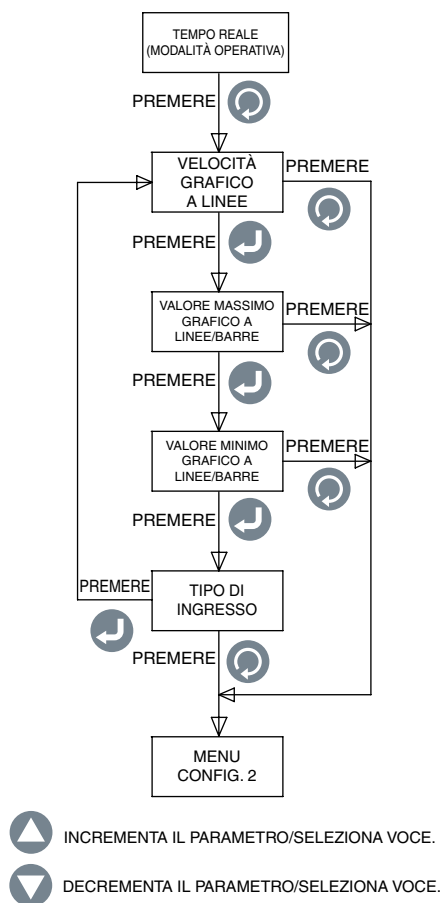 TEMPO REALE
(MODALITÀ OPERATIVA)
PREMERE
VELOCITÀ
GRAFICO
A LINEE
PREMERE
PREMERE
VALORE MASSIMO
GRAFICO A
LINEE/BARRE
PREMERE
PREMERE
VALORE MINIMO
GRAFICO A
LINEE/BARRE
PREMERE
PREMERE
TIPO DI
INGRESSO
PREMERE
PREMERE
MENU
CONFIG. 2
INCREMENTA IL PARAMETRO/SELEZIONA VOCE.
DECREMENTA IL PARAMETRO/SELEZIONA VOCE.